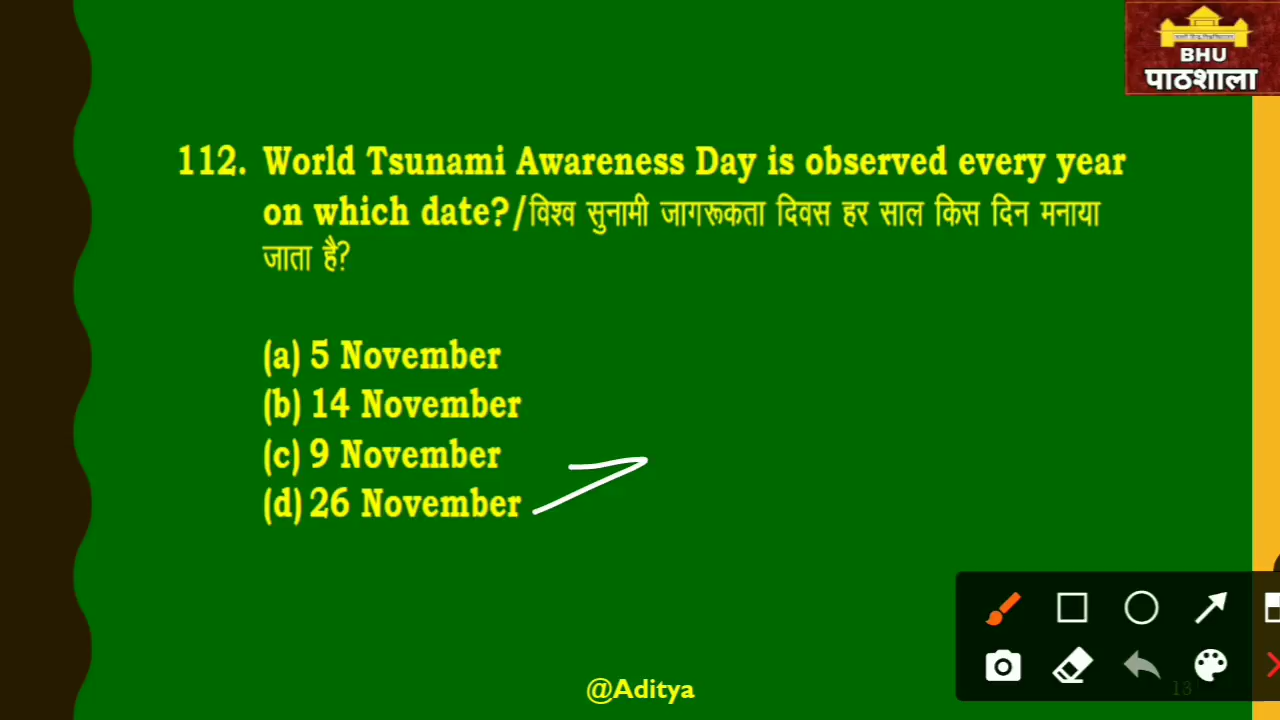 BHU
पाठशाला
112. World Tsunami Awareness Day is observed every year
on which date?/विश्व सुनामी जागरूकता दिवस हर साल किस दिन मनाया
जाता है?
(a) 5 November
(b) 14 November
(c) 9 November
(d) 26 November
@Aditya
13